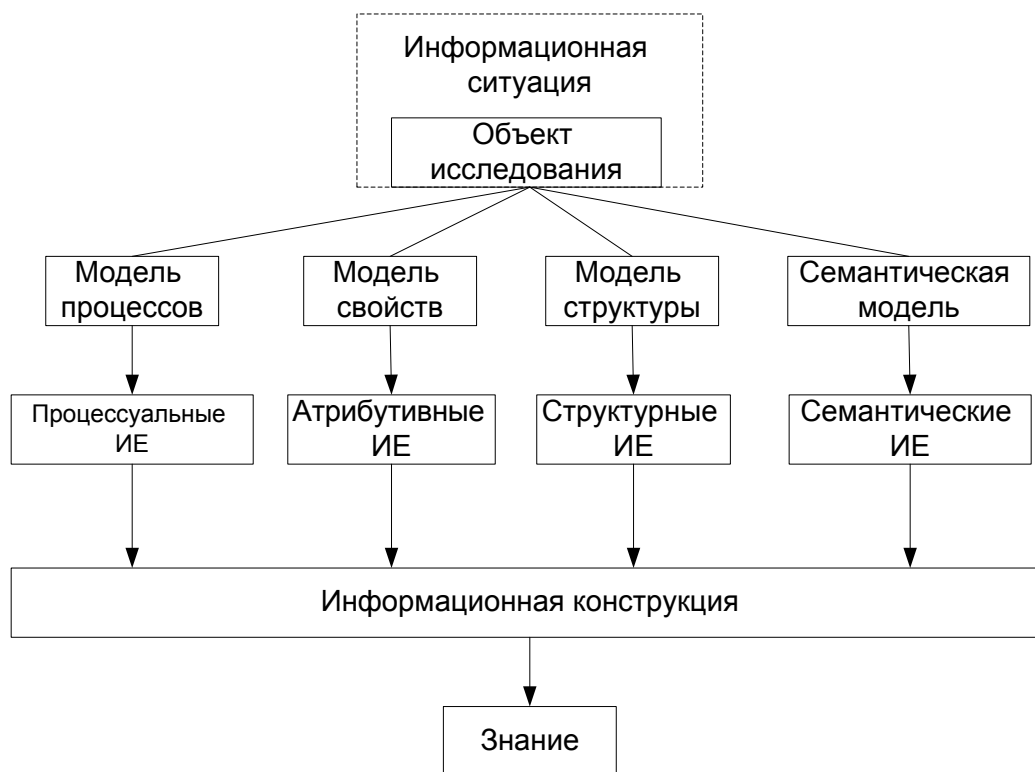 Информационная
ситуация
Объект
исследования
Модель
процессов
Модель
свойств
Модель
структуры
Семантическая
модель
Процессуальные
ИЕ
Атрибутивные
ИЕ
Структурные
ИЕ
Семантические
ИЕ
Информационная конструкция
Знание